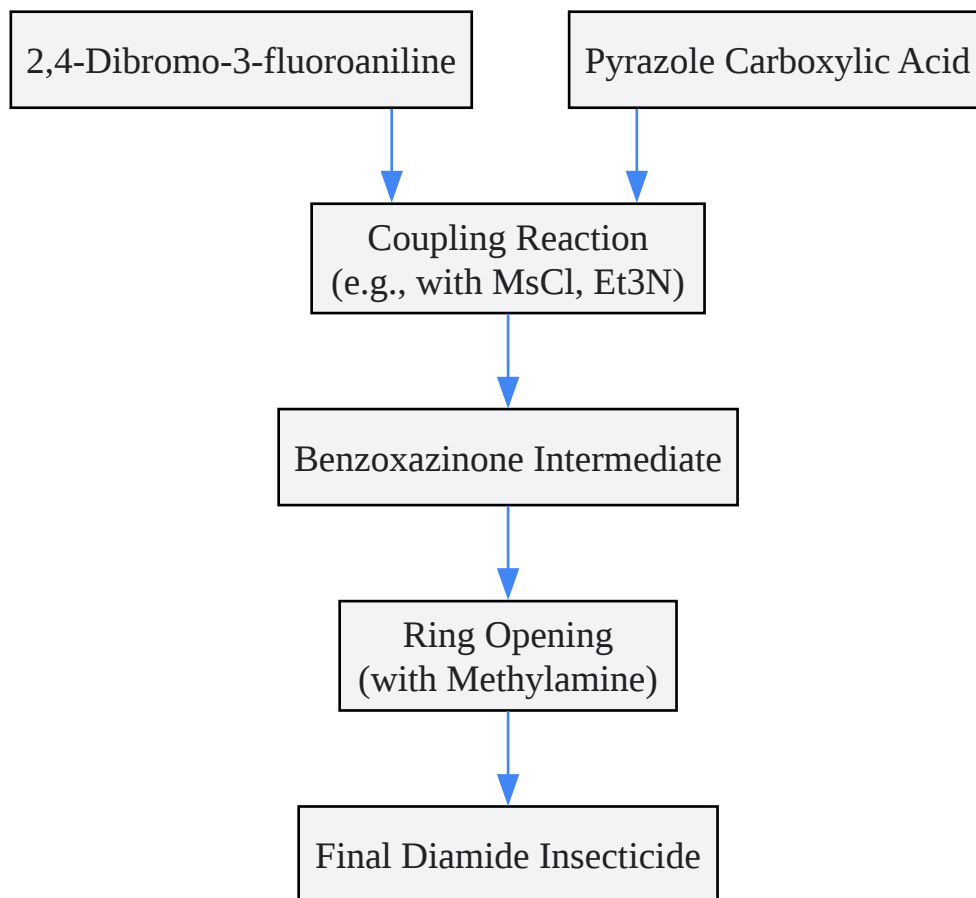 2,4-Dibromo-3-fluoroaniline
Pyrazole Carboxylic Acid
Coupling Reaction
(e.g., with MsCl, Et3N)
Benzoxazinone Intermediate
Ring Opening
(with Methylamine)
Final Diamide Insecticide